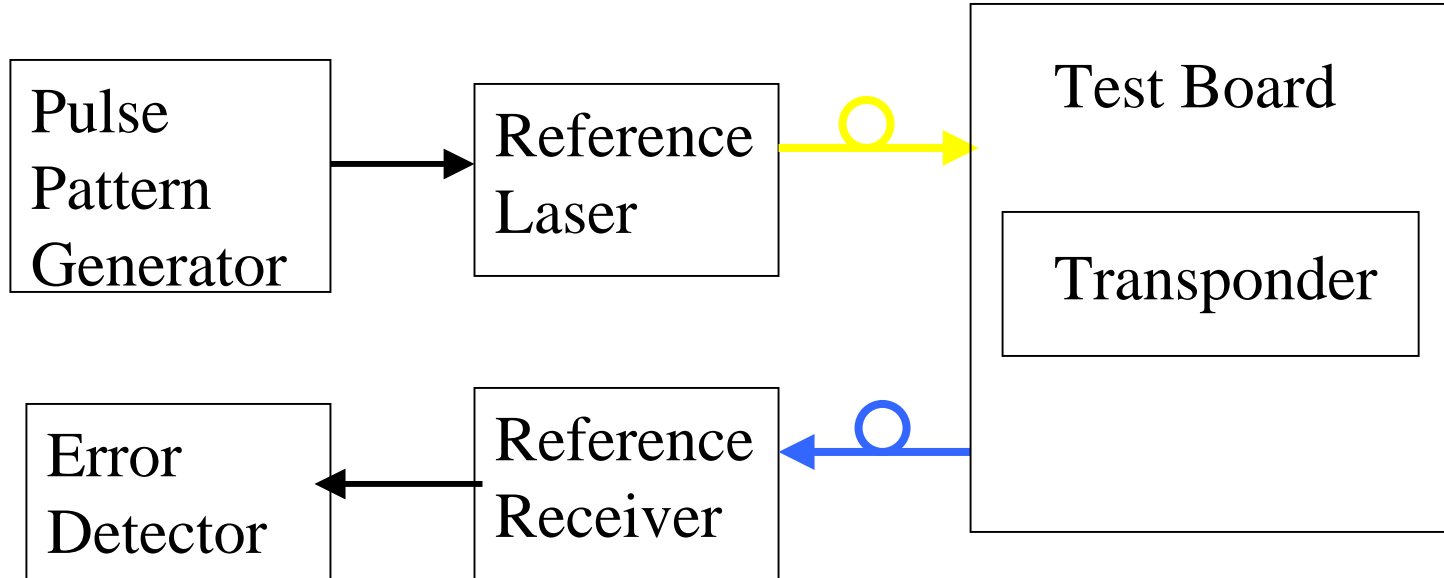 Pulse
Pattern
Generator
Reference
Laser
Test Board
Transponder
Error
Detector
Reference
Receiver